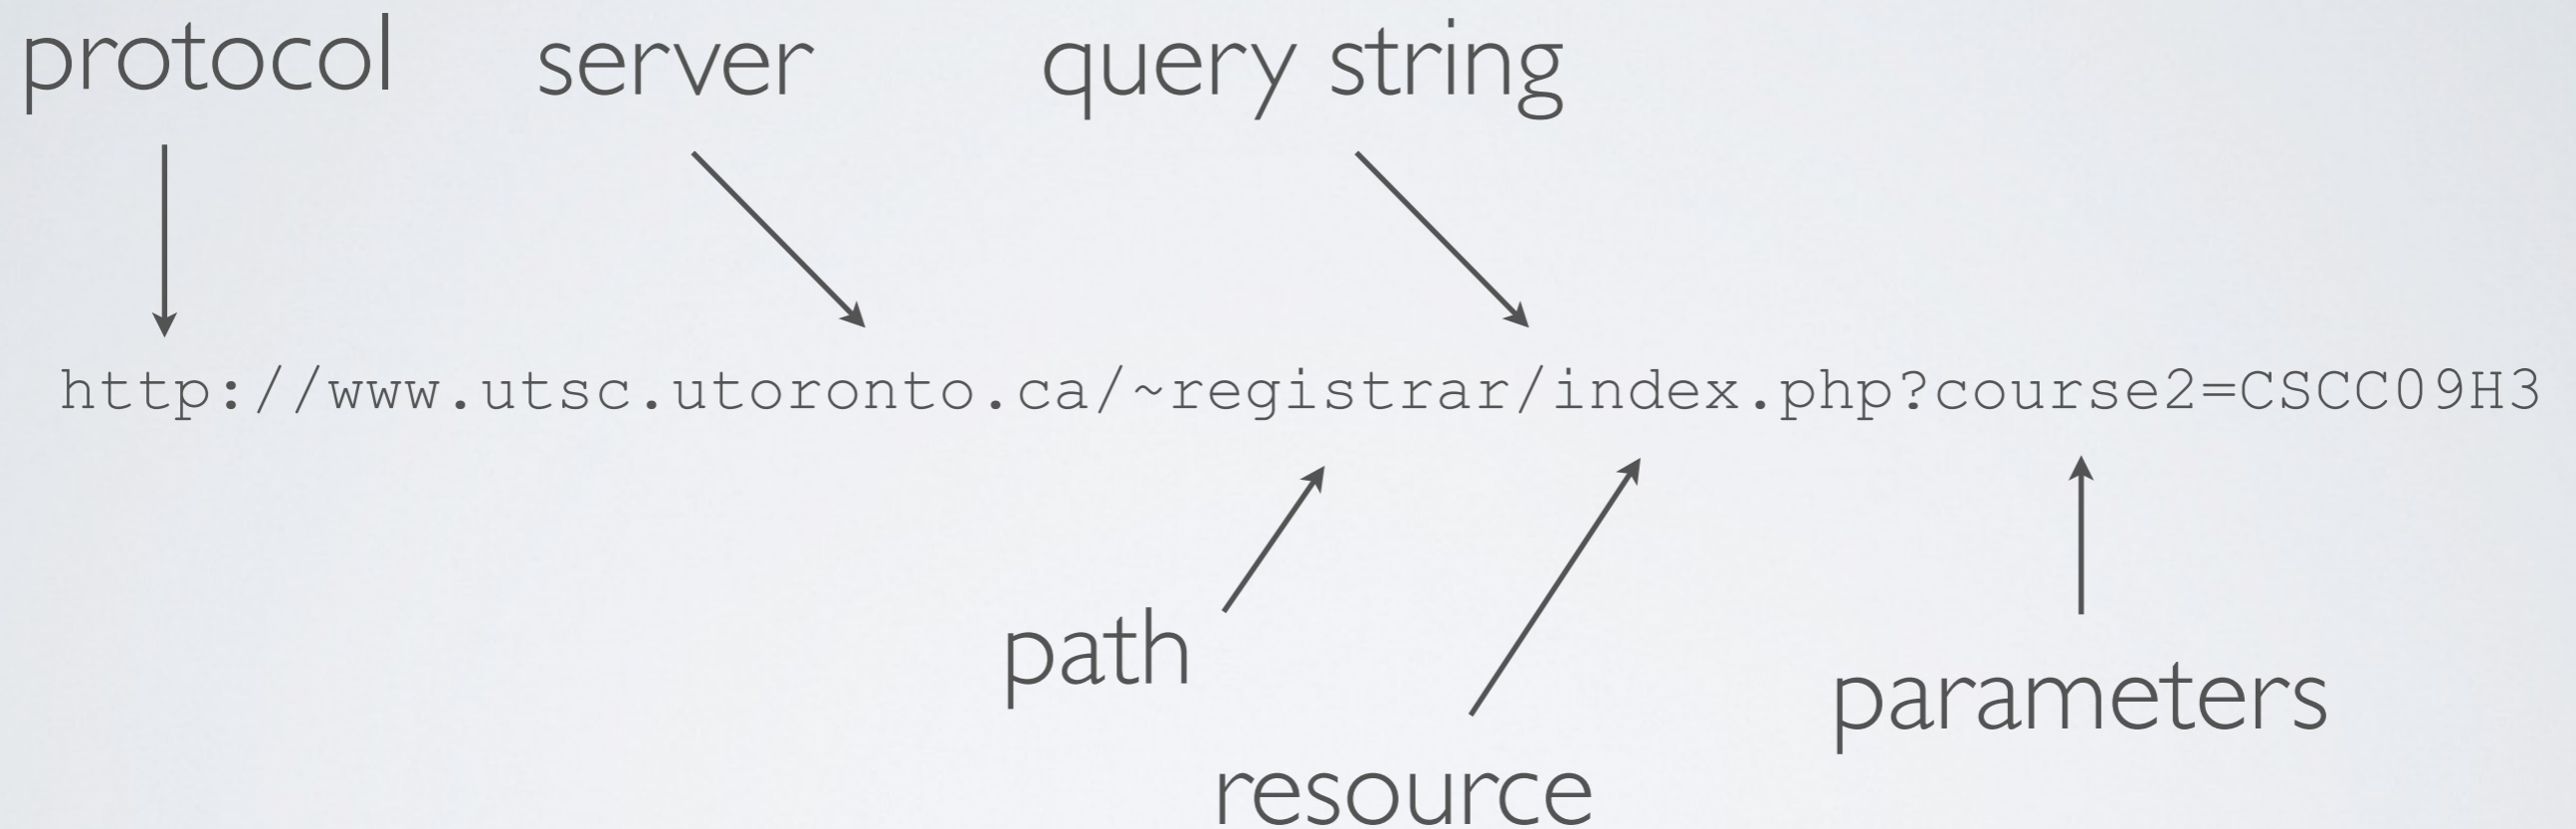 protocol server query string
http://www.utsc.utoronto.ca/~registrar/index.php?course2=CSCC09H3
path
parameters
resource